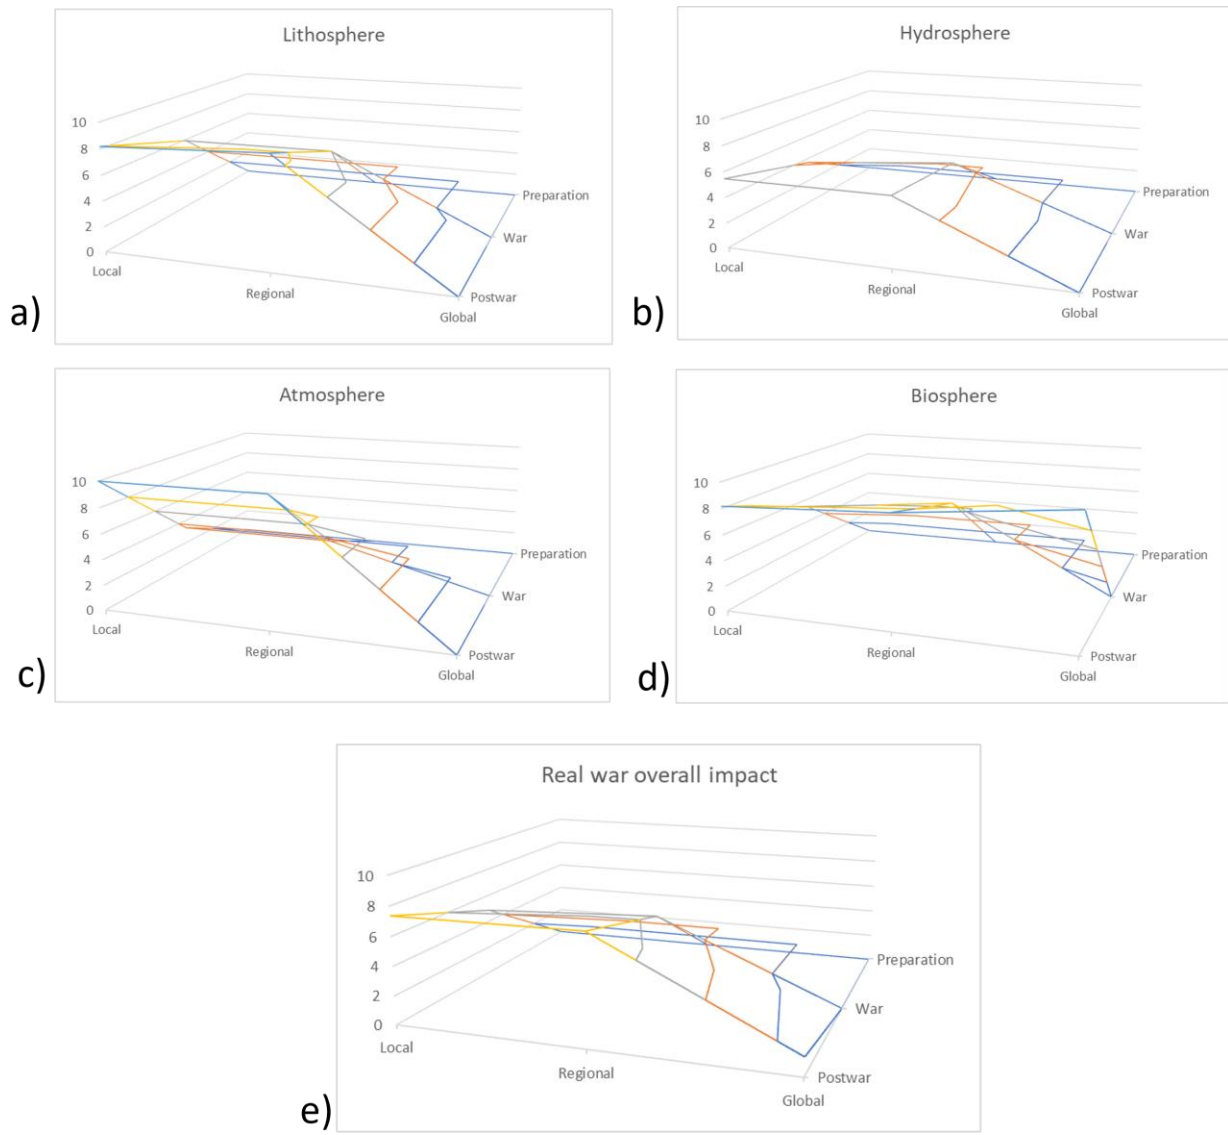 Lithosphere
10
8
6
4
2
0
Local
Regional
Global
Preparation
War
Postwar
a)
Hydrosphere
10
8
6
4
2
0
Local
Regional
Global
Preparation
War
Postwar
b)
Atmosphere
10
8
6
4
2
0
Local
Regional
Global
Preparation
War
Postwar
c)
Biosphere
10
8
6
4
2
0
Local
Regional
Global
Preparation
War
Postwar
d)
Real war overall impact
10
8
6
4
2
0
Local
Regional
Global
Preparation
War
Postwar
e)